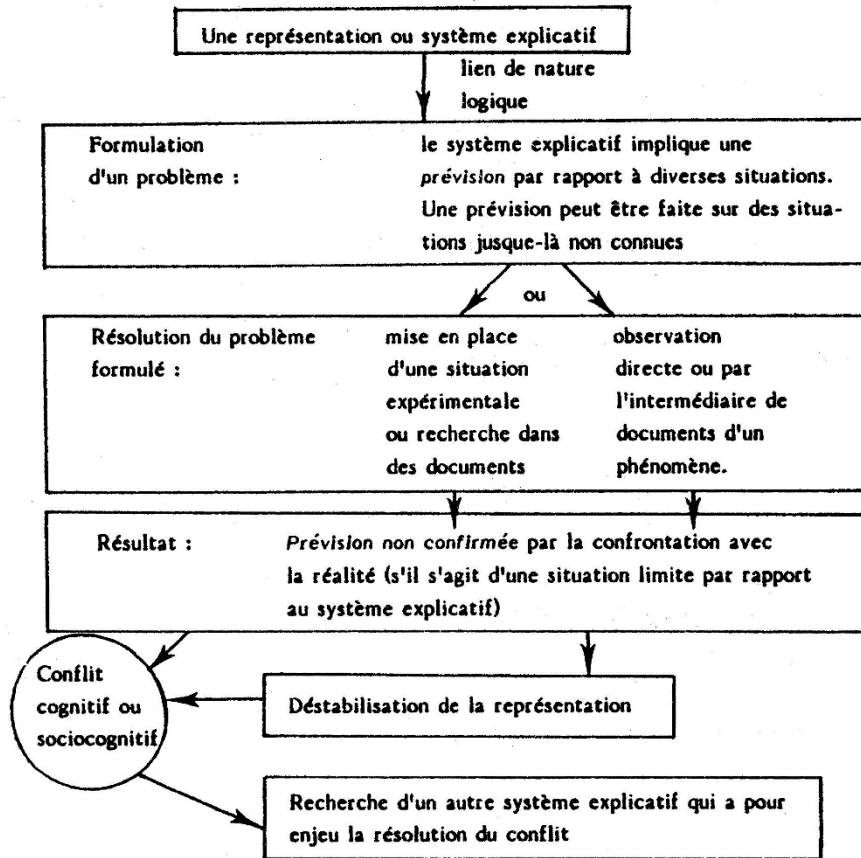 Une représentation ou système explicatif
lien de nature
logique
Formulation
d'un problème :
le système explicatif implique une
prévision par rapport à diverses situations.
Une prévision peut être faite sur des situa-
tions jusque-là non connues
ou
Résolution du problème
formulé :
mise en place
d'une situation
expérimentale
ou recherche dans
des documents
observation
directe ou par
l'intermédiaire de
documents d'un
phénomène.
Résultat :
Prévision non confirmée par la confrontation avec
la réalité (s'il s'agit d'une situation limite par rapport
au système explicatif)
Conflit
cognitif ou
sociocognitif
Déstabilisation de la représentation
Recherche d'un autre système explicatif qui a pour
enjeu la résolution du conflit